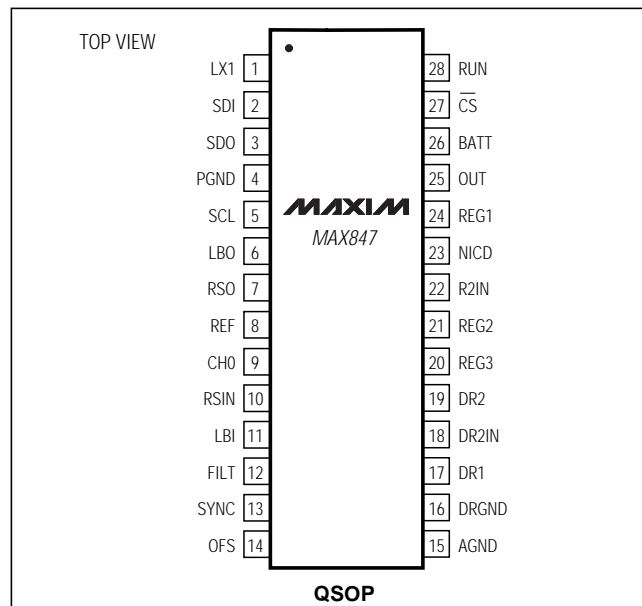 TOP VIEW
LX1 1
SDI 2
SDO 3
PGND 4
SCL 5
LBO 6
RSO 7
REF 8
CH0 9
RSIN 10
LBI 11
FILT 12
SYNC 13
OFS 14
MAXIM
MAX847
28 RUN
27 C̅S̅
26 BATT
25 OUT
24 REG1
23 NICD
22 R2IN
21 REG2
20 REG3
19 DR2
18 DR2IN
17 DR1
16 DRGND
15 AGND
QSOP